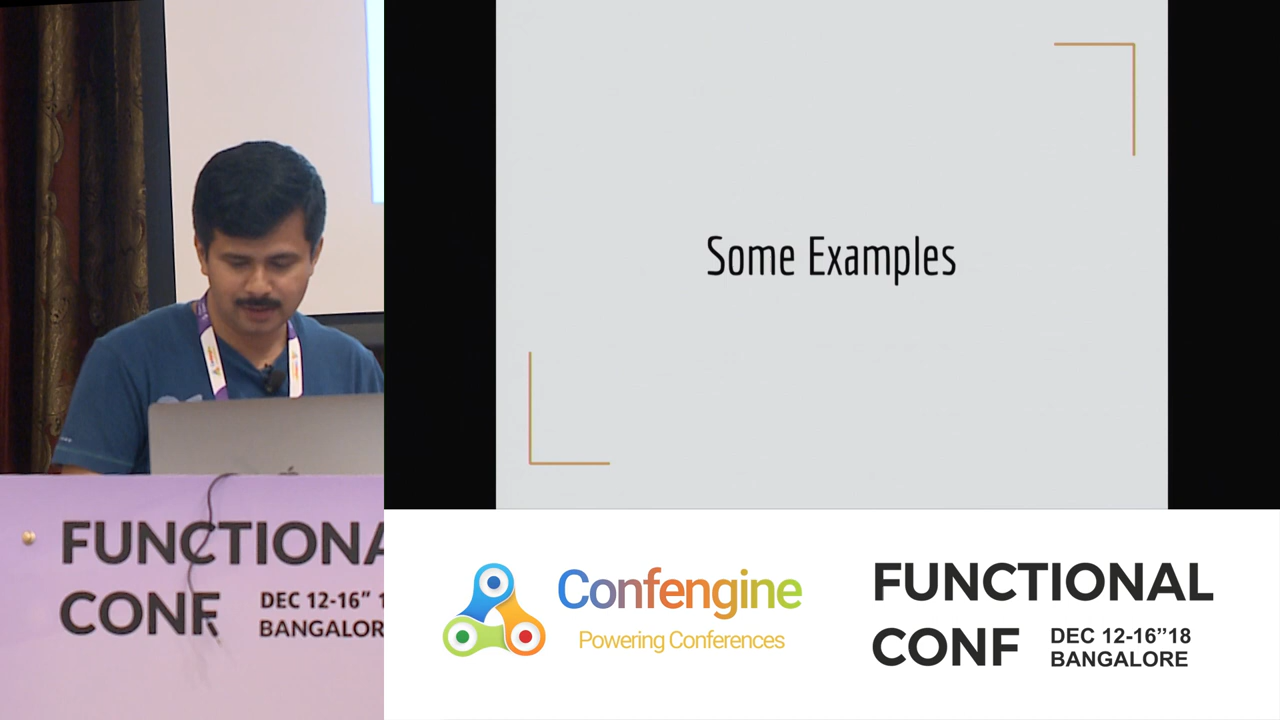 Some Examples
FUNCTIONA
CONF
DEC 12-16” 1
BANGALOR
Confengine
Powering Conferences
FUNCTIONAL
CONF
DEC 12-16”18
BANGALORE